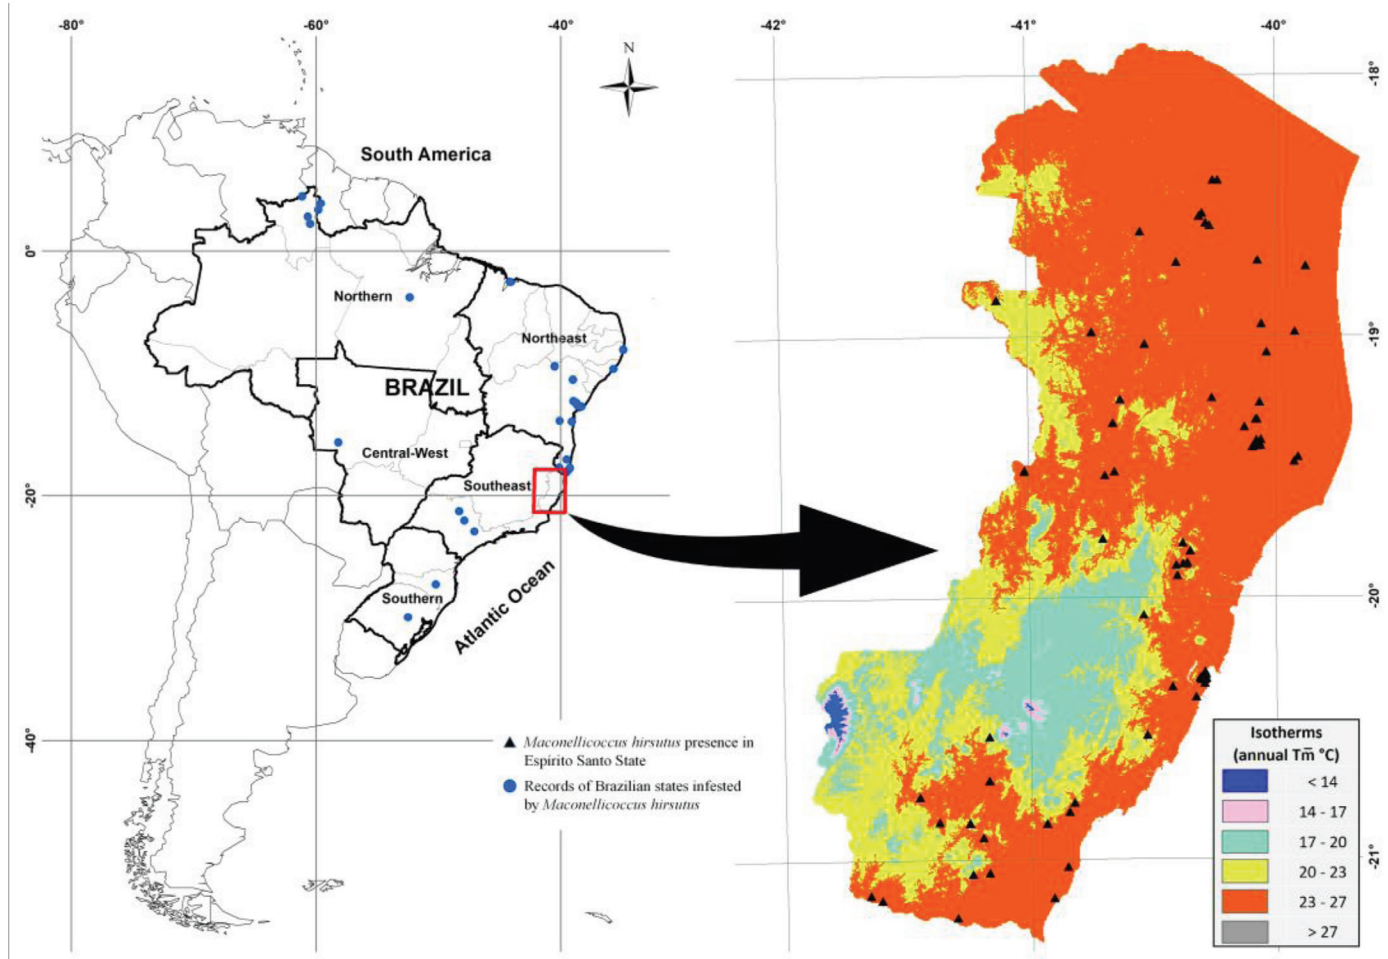 -80°
-60°
-40°
N
South America
0°
Northern
Northeast
BRAZIL
Central-West
Southeast
-20°
Southern
Atlantic Ocean
-40°
Maconellicoccus hirsutus presence in
Espírito Santo State
Records of Brazilian states infested
by Maconellicoccus hirsutus
-42°
-41°
-40°
-18°
-19°
-20°
-21°
Isotherms
(annual Tm̄ °C)
< 14
14 - 17
17 - 20
20 - 23
23 - 27
> 27